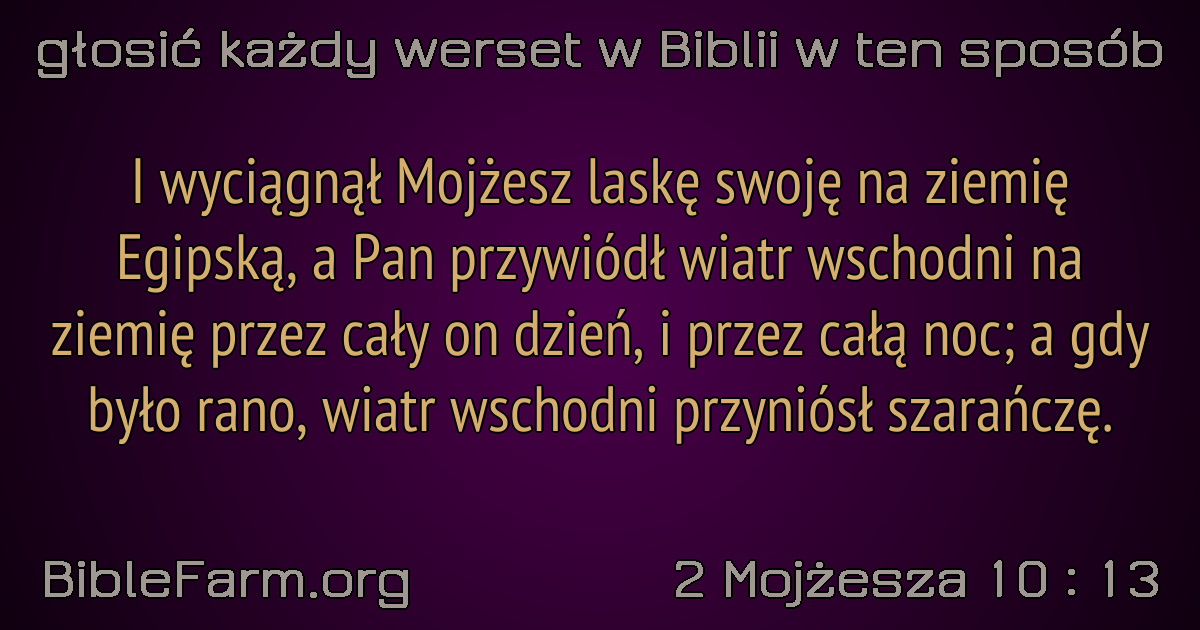 głosić każdy werset w Biblii w ten sposób
I wyciągnął Mojżesz laskę swoję na ziemię
Egipską, a Pan przywiódł wiatr wschodni na
ziemię przez cały on dzień, i przez całą noc; a gdy
było rano, wiatr wschodni przyniósł szarańczę.
BibleFarm.org
2 Mojżesza 10 : 13